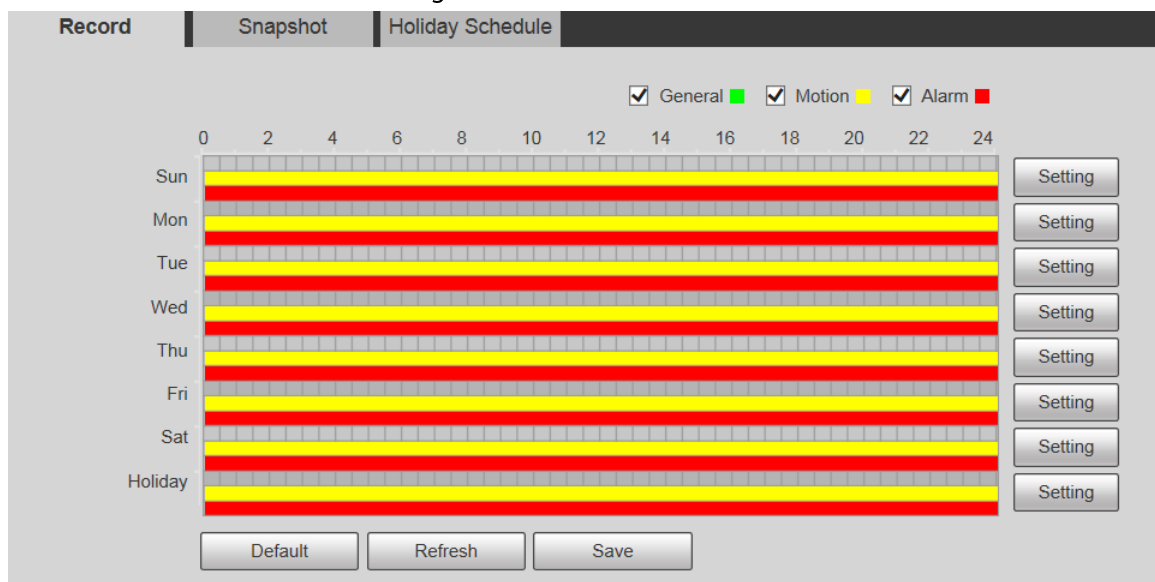 Record Snapshot Holiday Schedule
General Motion Alarm
0 2 4 6 8 10 12 14 16 18 20 22 24
Sun Setting
Mon Setting
Tue Setting
Wed Setting
Thu Setting
Fri Setting
Sat Setting
Holiday Setting
Default Refresh Save